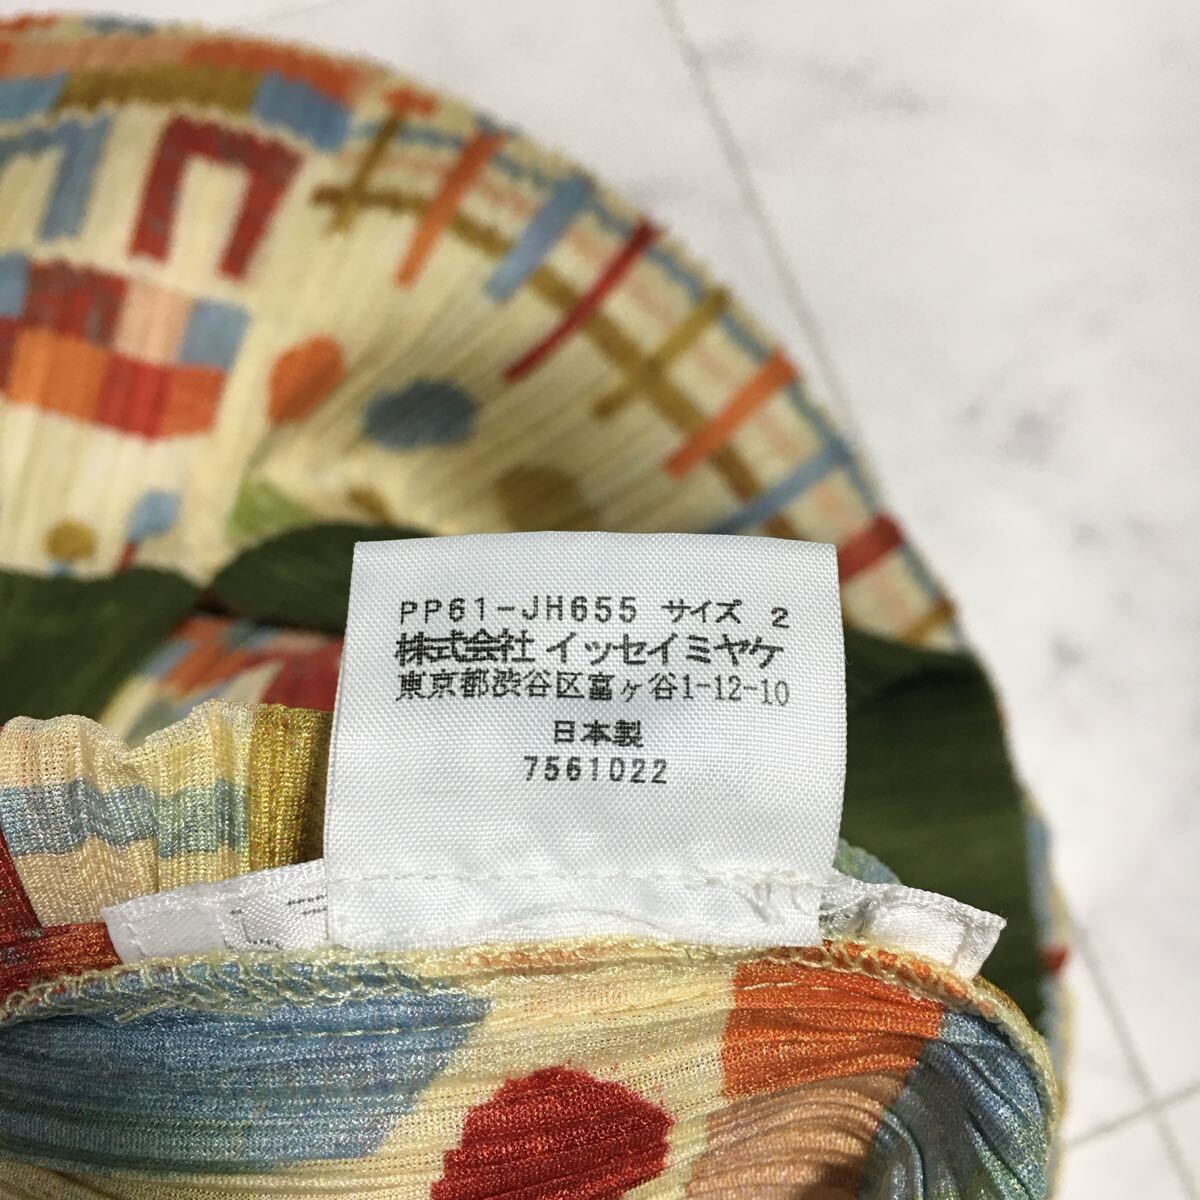 PP61-JH655 サイズ 2
株式会社イッセイミヤケ
東京都渋谷区富ヶ谷1-12-10
日本製
7561022